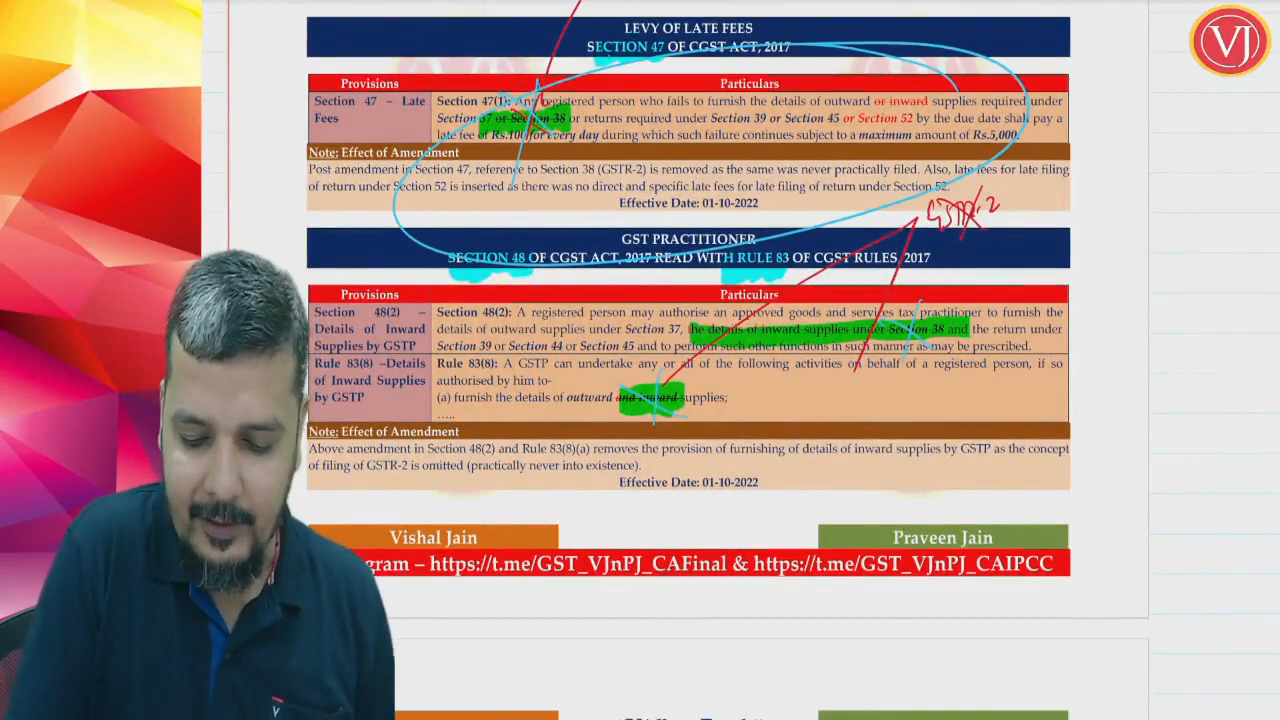 LEVY OF LATE FEES
SECTION 47 OF CGST ACT, 2017
VJ
Provisions Particulars
Section 47 – Late Fees
Section 47(1): Any registered person who fails to furnish the details of outward or inward supplies required under
Section 37 or Section 38 or returns required under Section 39 or Section 45 or Section 52 by the due date shall pay a
late fee of Rs.100 for every day during which such failure continues subject to a maximum amount of Rs.5,000.
Note: Effect of Amendment
Post amendment in Section 47, reference to Section 38 (GSTR-2) is removed as the same was never practically filed. Also, late fees for late filing
of return under Section 52 is inserted as there was no direct and specific late fees for late filing of return under Section 52.
Effective Date: 01-10-2022
GSTR-2
GST PRACTITIONER
SECTION 48 OF CGST ACT, 2017 READ WITH RULE 83 OF CGST RULES, 2017
Provisions Particulars
Section 48(2) –
Details of Inward
Supplies by GSTP
Section 48(2): A registered person may authorise an approved goods and services tax practitioner to furnish the
details of outward supplies under Section 37, the details of inward supplies under Section 38 and the return under
Section 39 or Section 44 or Section 45 and to perform such other functions in such manner as may be prescribed.
Rule 83(8) –Details
of Inward Supplies
by GSTP
Rule 83(8): A GSTP can undertake any or all of the following activities on behalf of a registered person, if so
authorised by him to-
(a) furnish the details of outward and inward supplies;
…..
Note: Effect of Amendment
Above amendment in Section 48(2) and Rule 83(8)(a) removes the provision of furnishing of details of inward supplies by GSTP as the concept
of filing of GSTR-2 is omitted (practically never into existence).
Effective Date: 01-10-2022
Vishal Jain Praveen Jain
gram – https://t.me/GST_VJnPJ_CAFinal & https://t.me/GST_VJnPJ_CAIPCC